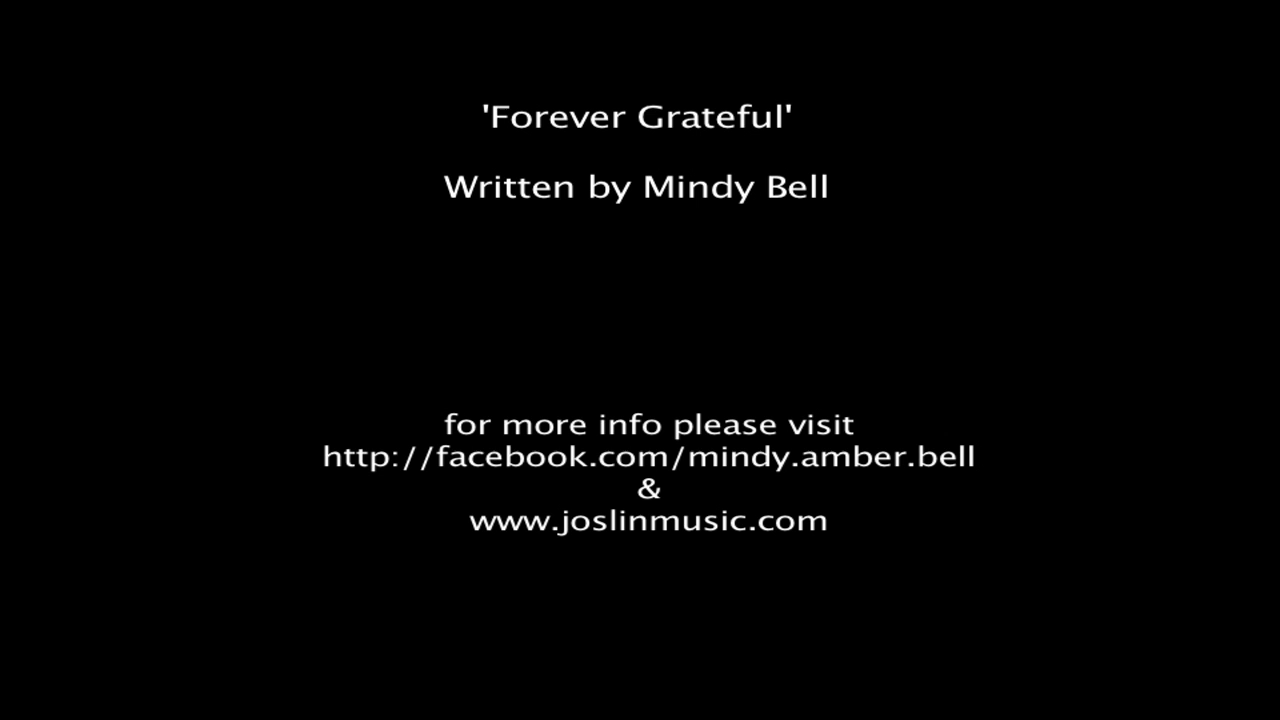 'Forever Grateful'
Written by Mindy Bell
for more info please visit
http://facebook.com/mindy.amber.bell
&
www.joslinmusic.com